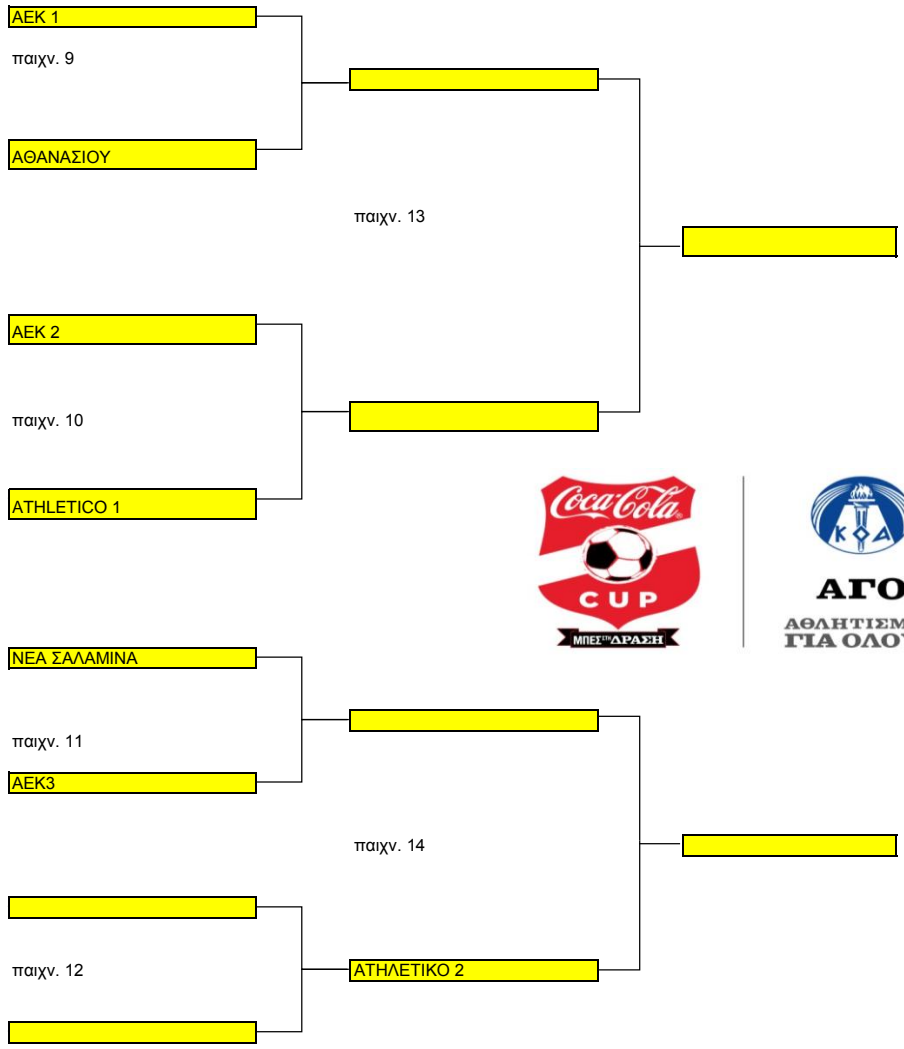 ΑΕΚ 1
παιχν. 9
ΑΘΑΝΑΣΙΟΥ
παιχν. 13
ΑΕΚ 2
παιχν. 10
ATHLETICO 1
Coca-Cola
CUP
ΜΠΕΣ ΣΤΗ ΔΡΑΣΗ
ΚΟΑ
ΑΓΟ
ΑΘΛΗΤΙΣΜ
ΓΙΑ ΟΛΟΥ
ΝΕΑ ΣΑΛΑΜΙΝΑ
παιχν. 11
ΑΕΚ3
παιχν. 14
παιχν. 12
ΑΤΗΛΕΤΙΚΟ 2